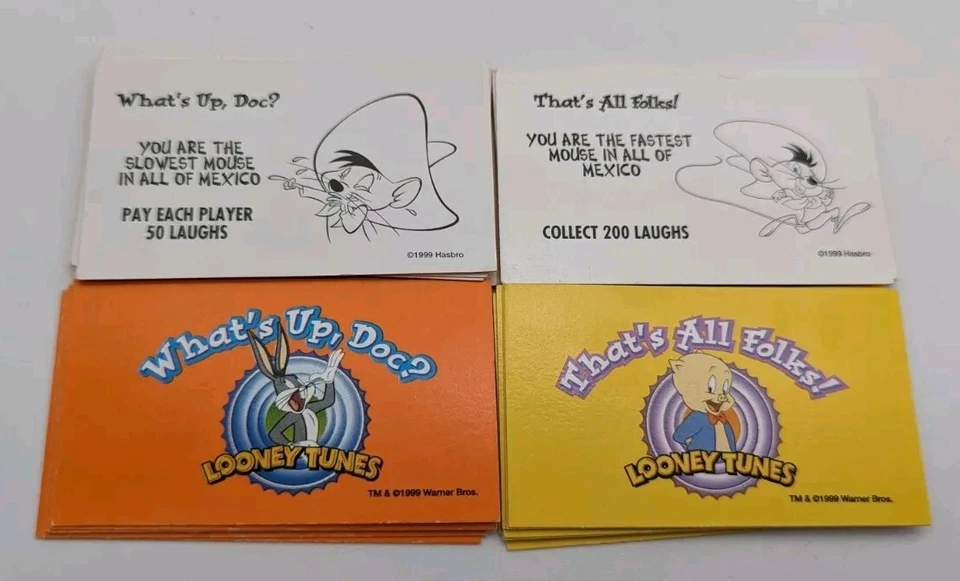 What's Up, Doc?
YOU ARE THE
SLOWEST MOUSE
IN ALL OF MEXICO
PAY EACH PLAYER
50 LAUGHS
©1999 Hasbro
That's All Folks!
YOU ARE THE FASTEST
MOUSE IN ALL OF
MEXICO
COLLECT 200 LAUGHS
©1999 Hasbro
What's Up, Doc?
LOONEY TUNES
TM & ©1999 Warner Bros.
That's All Folks!
LOONEY TUNES
TM & ©1999 Warner Bros.